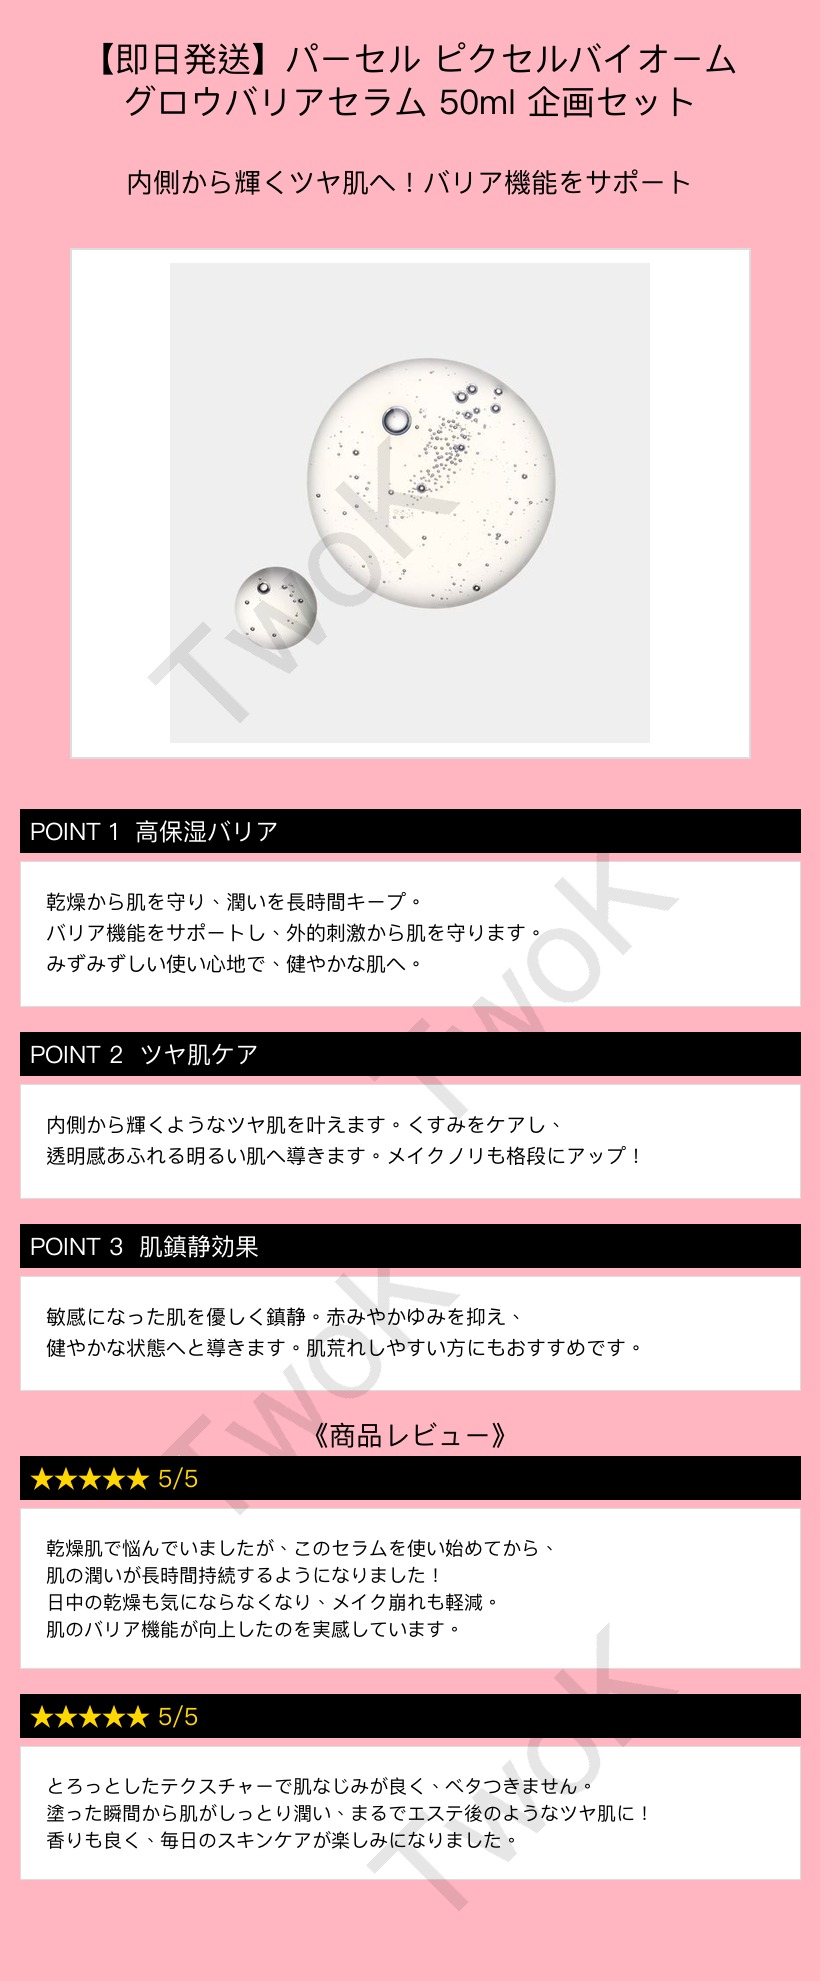 【即日発送】パーセル ピクセルバイオーム
グロウバリアセラム 50ml 企画セット
内側から輝くツヤ肌へ！バリア機能をサポート
TwoK
POINT 1 高保湿バリア
乾燥から肌を守り、潤いを長時間キープ。
バリア機能をサポートし、外的刺激から肌を守ります。
みずみずしい使い心地で、健やかな肌へ。
TwoK
POINT 2 ツヤ肌ケア
内側から輝くようなツヤ肌を叶えます。くすみをケアし、
透明感あふれる明るい肌へ導きます。メイクノリも格段にアップ！
POINT 3 肌鎮静効果
敏感になった肌を優しく鎮静。赤みやかゆみを抑え、
健やかな状態へと導きます。肌荒れしやすい方にもおすすめです。
TwoK
《商品レビュー》
★★★★★ 5/5
乾燥肌で悩んでいましたが、このセラムを使い始めてから、
肌の潤いが長時間持続するようになりました！
日中の乾燥も気にならなくなり、メイク崩れも軽減。
肌のバリア機能が向上したのを実感しています。
★★★★★ 5/5
とろっとしたテクスチャーで肌なじみが良く、ベタつきません。
塗った瞬間から肌がしっとり潤い、まるでエステ後のようなツヤ肌に！
香りも良く、毎日のスキンケアが楽しみになりました。
TwoK